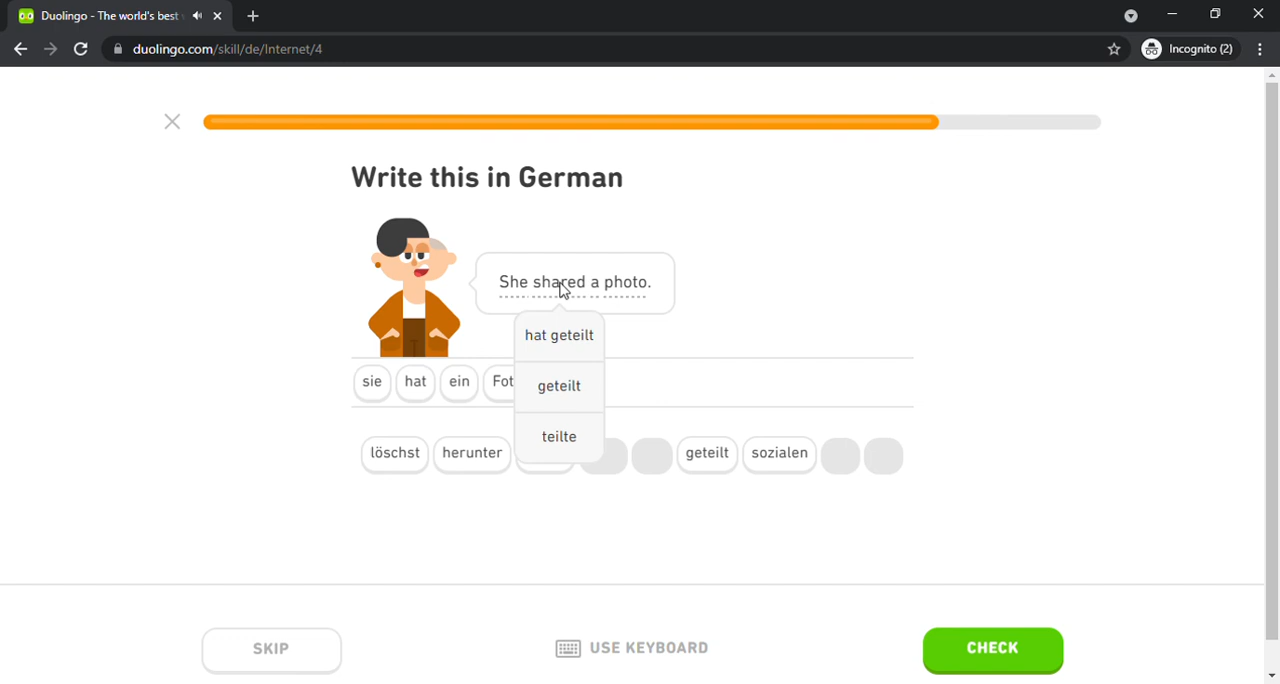 Duolingo - The world's best
duolingo.com/skill/de/Internet/4
Incognito (2)
Write this in German
She shared a photo.
hat geteilt
geteilt
teilte
sie hat ein
löschst herunter geteilt sozialen
SKIP
USE KEYBOARD
CHECK